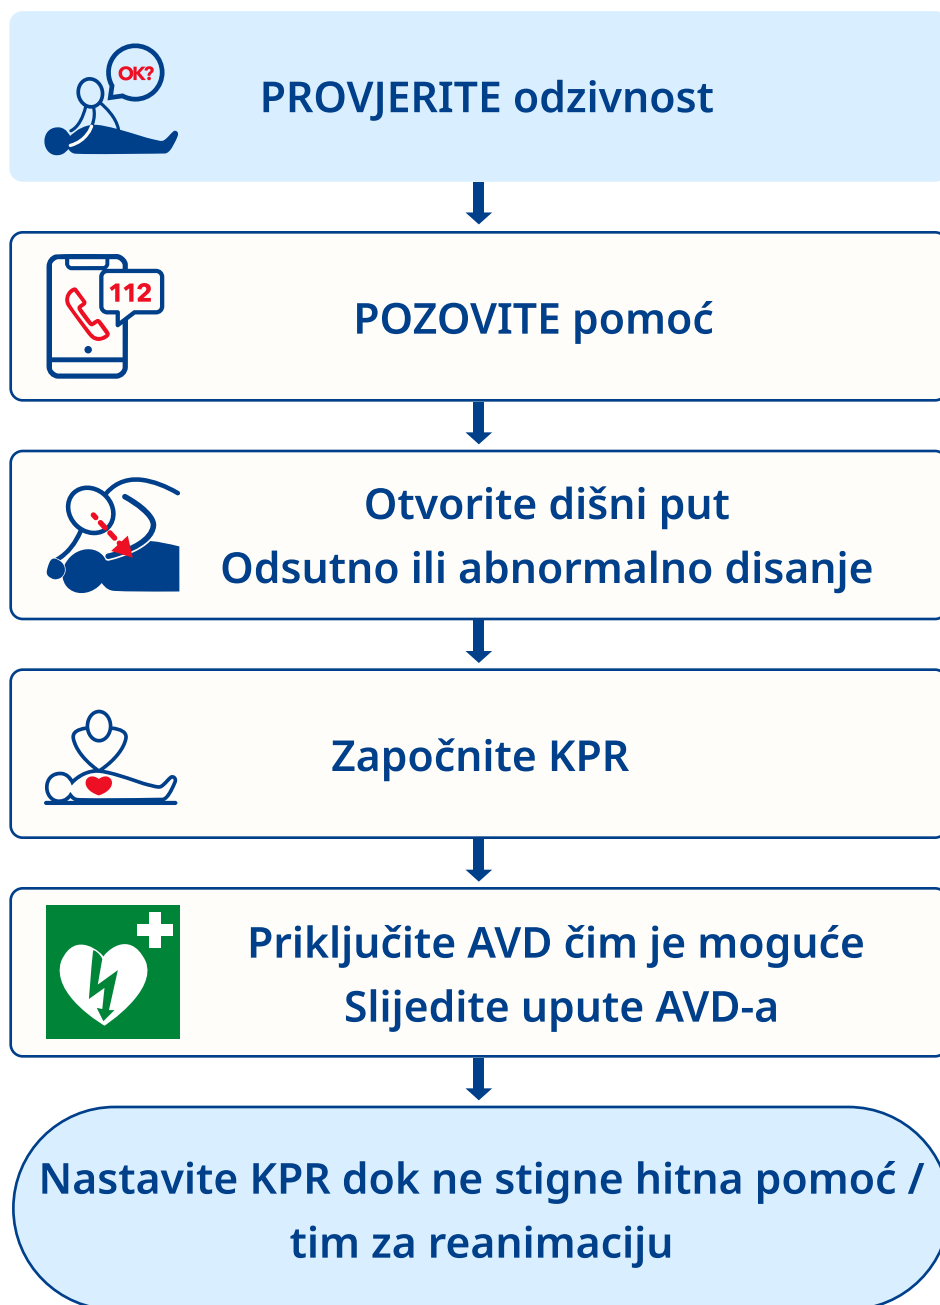 OK?
PROVJERITE odzivnost
112
POZOVITE pomoć
Otvorite dišni put
Odsutno ili abnormalno disanje
Započnite KPR
Priključite AVD čim je moguće
Slijedite upute AVD-a
Nastavite KPR dok ne stigne hitna pomoć /
tim za reanimaciju